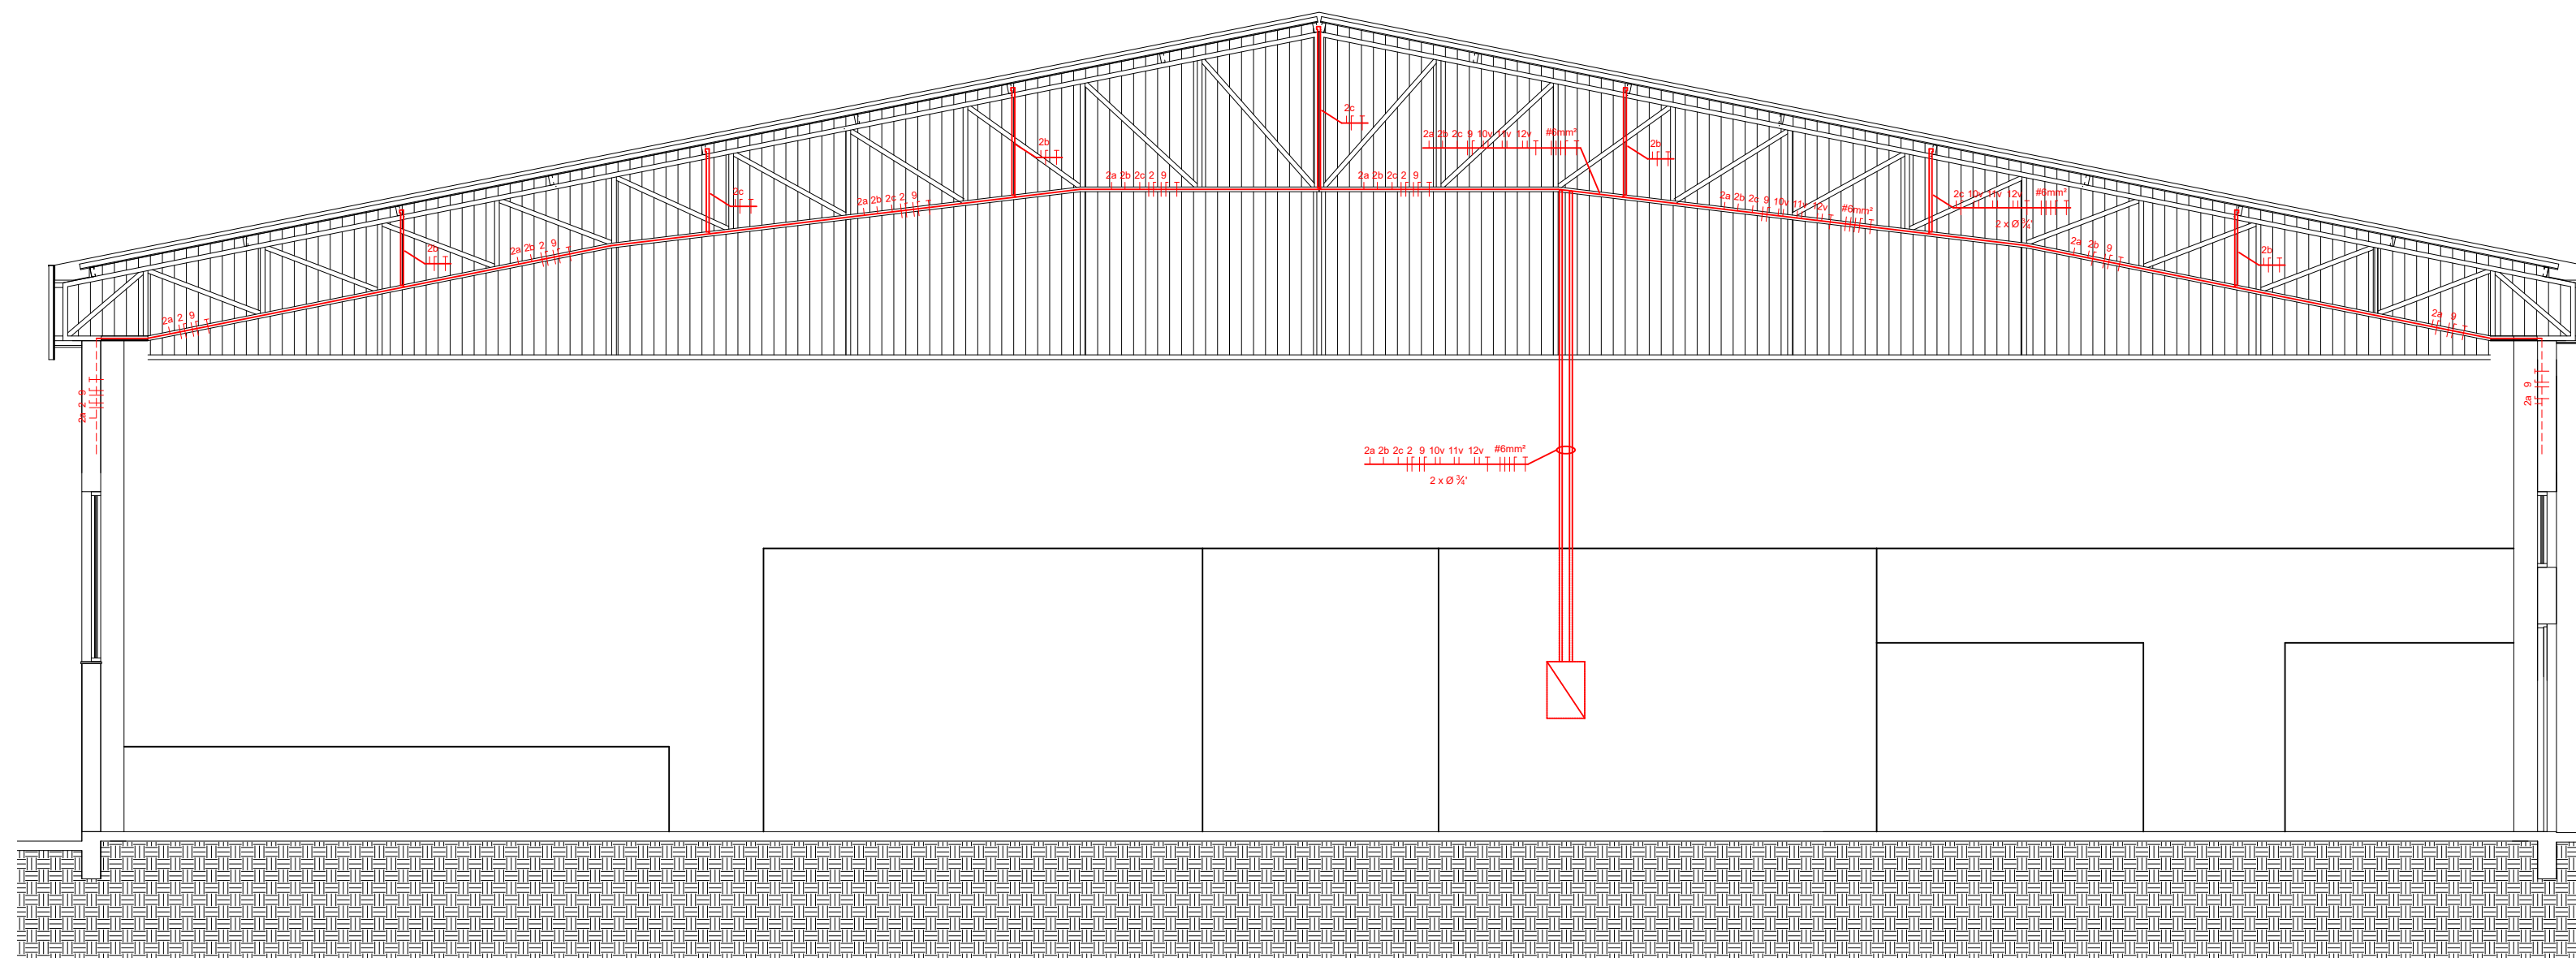 2c
2a 2b 2c 9 10v 11v 12v #6mm²
2b
2b
2c
2a 2b 2c 2 9
2a 2b 2c 2 9
2a 2b 2c 2 9
2a 2b 2c 9 10v 11v 12v #6mm²
2c 10v 11v 12v #6mm²
2 x Ø ¾'
2b
2a 2b 2 9
2a 2b 9
2b
2a 2 9
2a 9
2a 2 9
2a 9
2a 2b 2c 2 9 10v 11v 12v #6mm²
2 x Ø ¾'